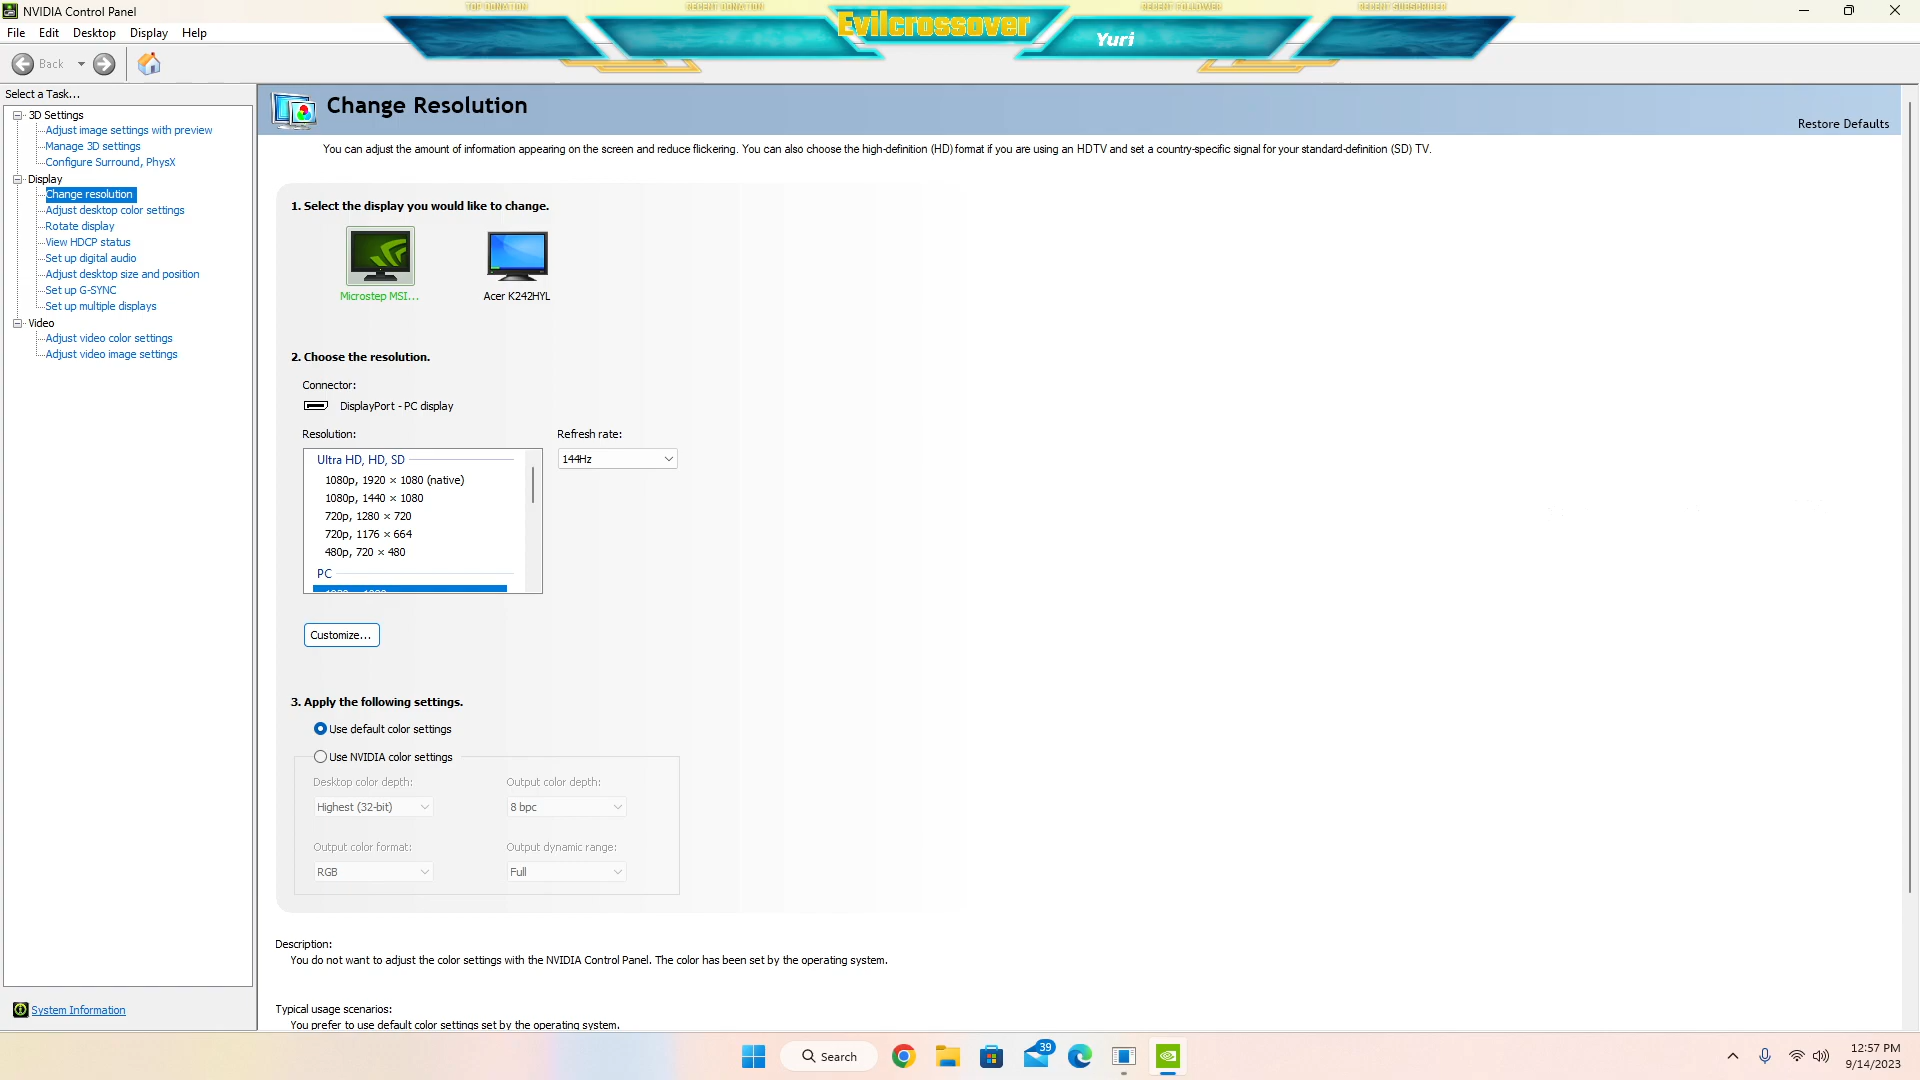 NVIDIA Control Panel
TOP DONATION
RECENT DONATION
Evilcrossover
RECENT FOLLOWER
Yuri
RECENT SUBSCRIBER
File Edit Desktop Display Help
Back
Select a Task...
3D Settings
Adjust image settings with preview
Manage 3D settings
Configure Surround, PhysX
Display
Change resolution
Adjust desktop color settings
Rotate display
View HDCP status
Set up digital audio
Adjust desktop size and position
Set up G-SYNC
Set up multiple displays
Video
Adjust video color settings
Adjust video image settings
System Information
Change Resolution
Restore Defaults
You can adjust the amount of information appearing on the screen and reduce flickering. You can also choose the high-definition (HD) format if you are using an HDTV and set a country-specific signal for your standard-definition (SD) TV.
1. Select the display you would like to change.
Microstep MSI...
Acer K242HYL
2. Choose the resolution.
Connector:
DisplayPort - PC display
Resolution:
Refresh rate:
144Hz
Ultra HD, HD, SD
1080p, 1920 × 1080 (native)
1080p, 1440 × 1080
720p, 1280 × 720
720p, 1176 × 664
480p, 720 × 480
PC
Customize...
3. Apply the following settings.
Use default color settings
Use NVIDIA color settings
Desktop color depth:
Output color depth:
Highest (32-bit)
8 bpc
Output color format:
Output dynamic range:
RGB
Full
Description:
You do not want to adjust the color settings with the NVIDIA Control Panel. The color has been set by the operating system.
Typical usage scenarios:
You prefer to use default color settings set by the operating system.
Search
39
12:57 PM
9/14/2023